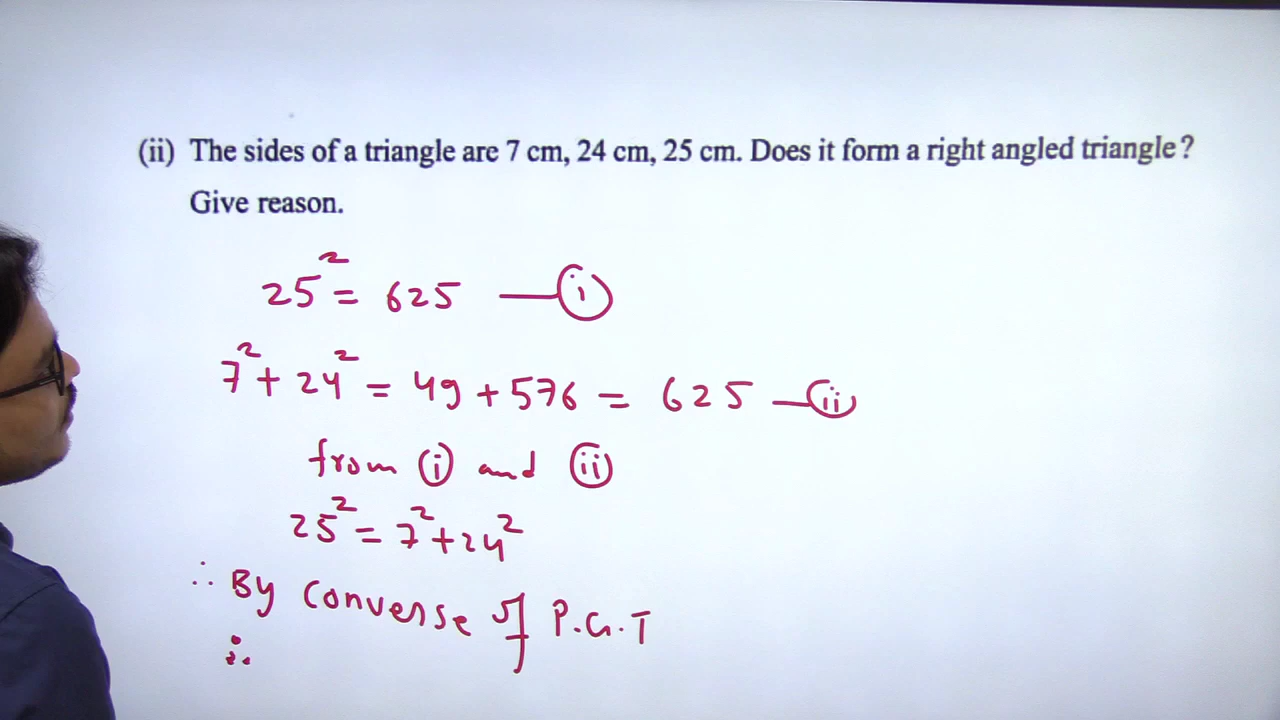 (ii) The sides of a triangle are 7 cm, 24 cm, 25 cm. Does it form a right angled triangle?
Give reason.
25² = 625 — (i)
7² + 24² = 49 + 576 = 625 — (ii)
from (i) and (ii)
25² = 7² + 24²
∴ By converse of P.G.T
∴